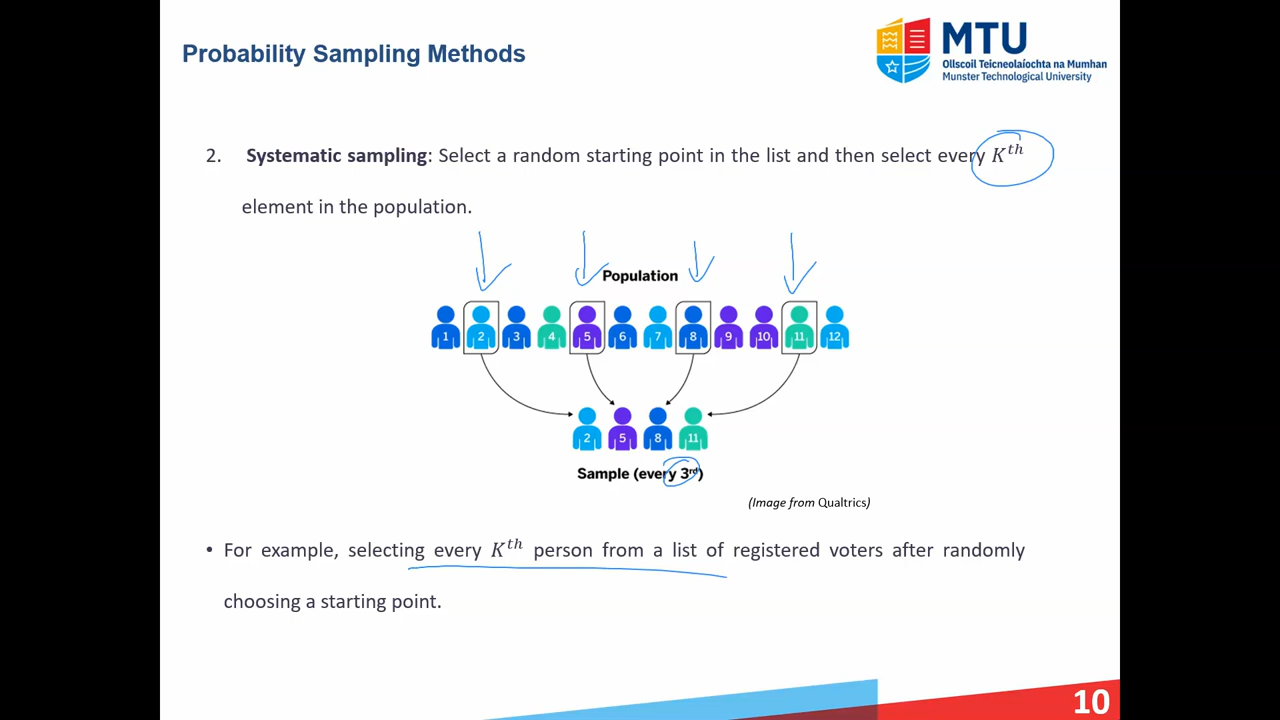 Probability Sampling Methods
MTU
Ollscoil Teicneolaíochta na Mumhan
Munster Technological University
2. Systematic sampling: Select a random starting point in the list and then select every Kth
element in the population.
Population
1 2 3 4 5 6 7 8 9 10 11 12
2 5 8 11
Sample (every 3rd)
(Image from Qualtrics)
• For example, selecting every Kth person from a list of registered voters after randomly
choosing a starting point.
10